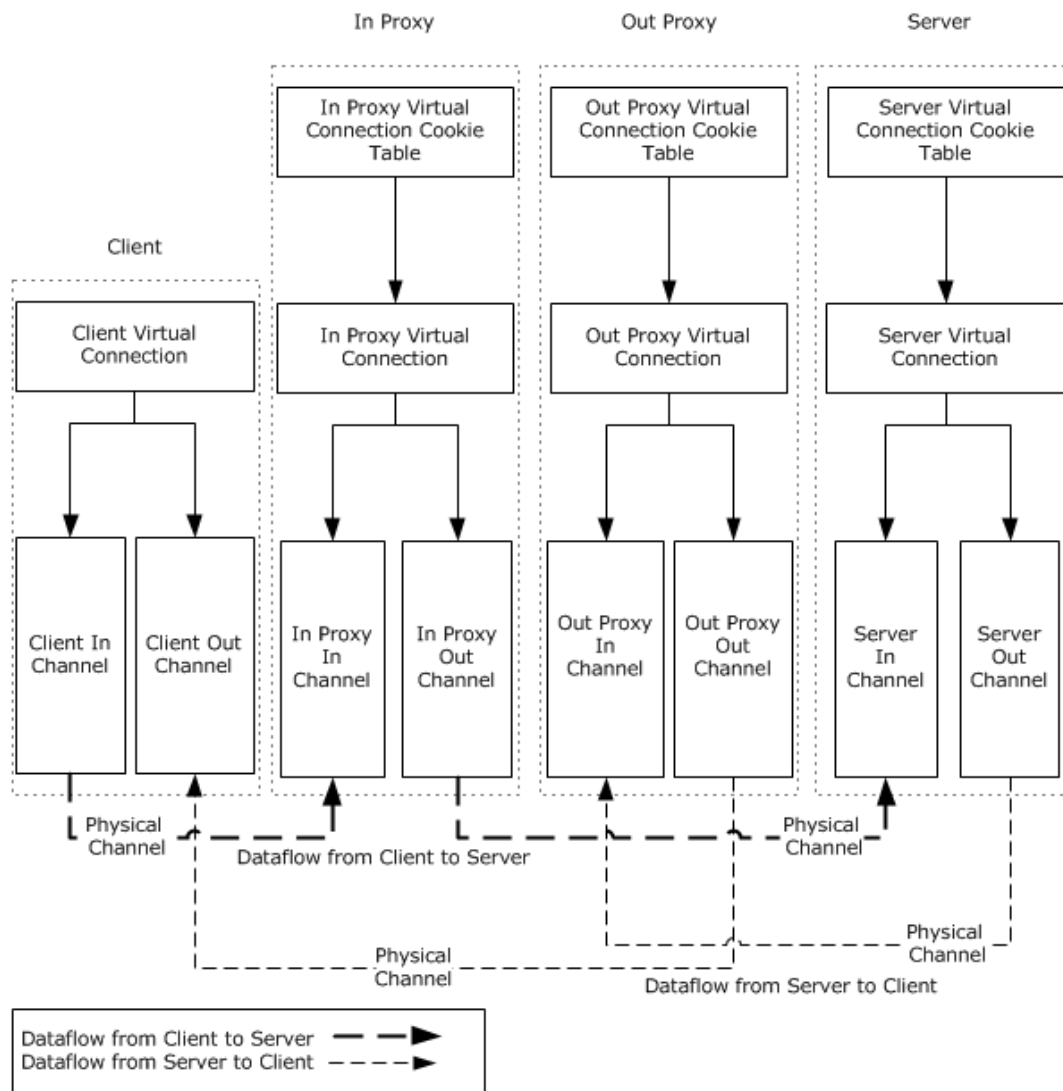 In Proxy
Out Proxy
Server
In Proxy Virtual
Connection Cookie
Table
Out Proxy Virtual
Connection Cookie
Table
Server Virtual
Connection Cookie
Table
Client
Client Virtual
Connection
In Proxy Virtual
Connection
Out Proxy Virtual
Connection
Server Virtual
Connection
Client In
Channel
Client Out
Channel
In Proxy
In
Channel
In Proxy
Out
Channel
Out Proxy
In
Channel
Out Proxy
Out
Channel
Server
In
Channel
Server
Out
Channel
Physical
Channel
Dataflow from Client to Server
Physical
Channel
Physical
Channel
Physical
Channel
Dataflow from Server to Client
Dataflow from Client to Server
Dataflow from Server to Client